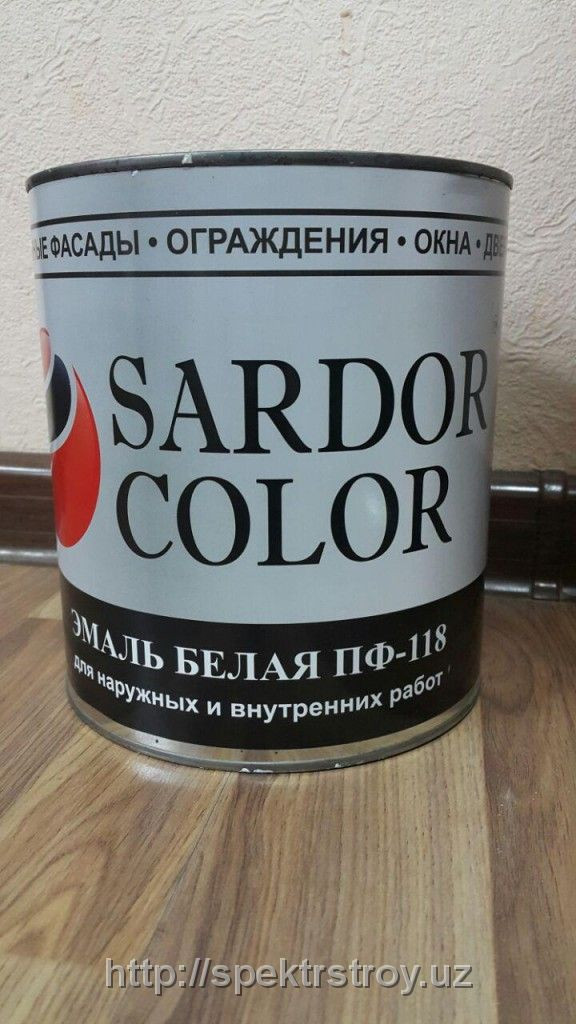 ФАСАДЫ • ОГРАЖДЕНИЯ • ОКНА •
SARDOR
COLOR
ЭМАЛЬ БЕЛАЯ ПФ-118
для наружных и внутренних работ
http://spektrstroy.uz